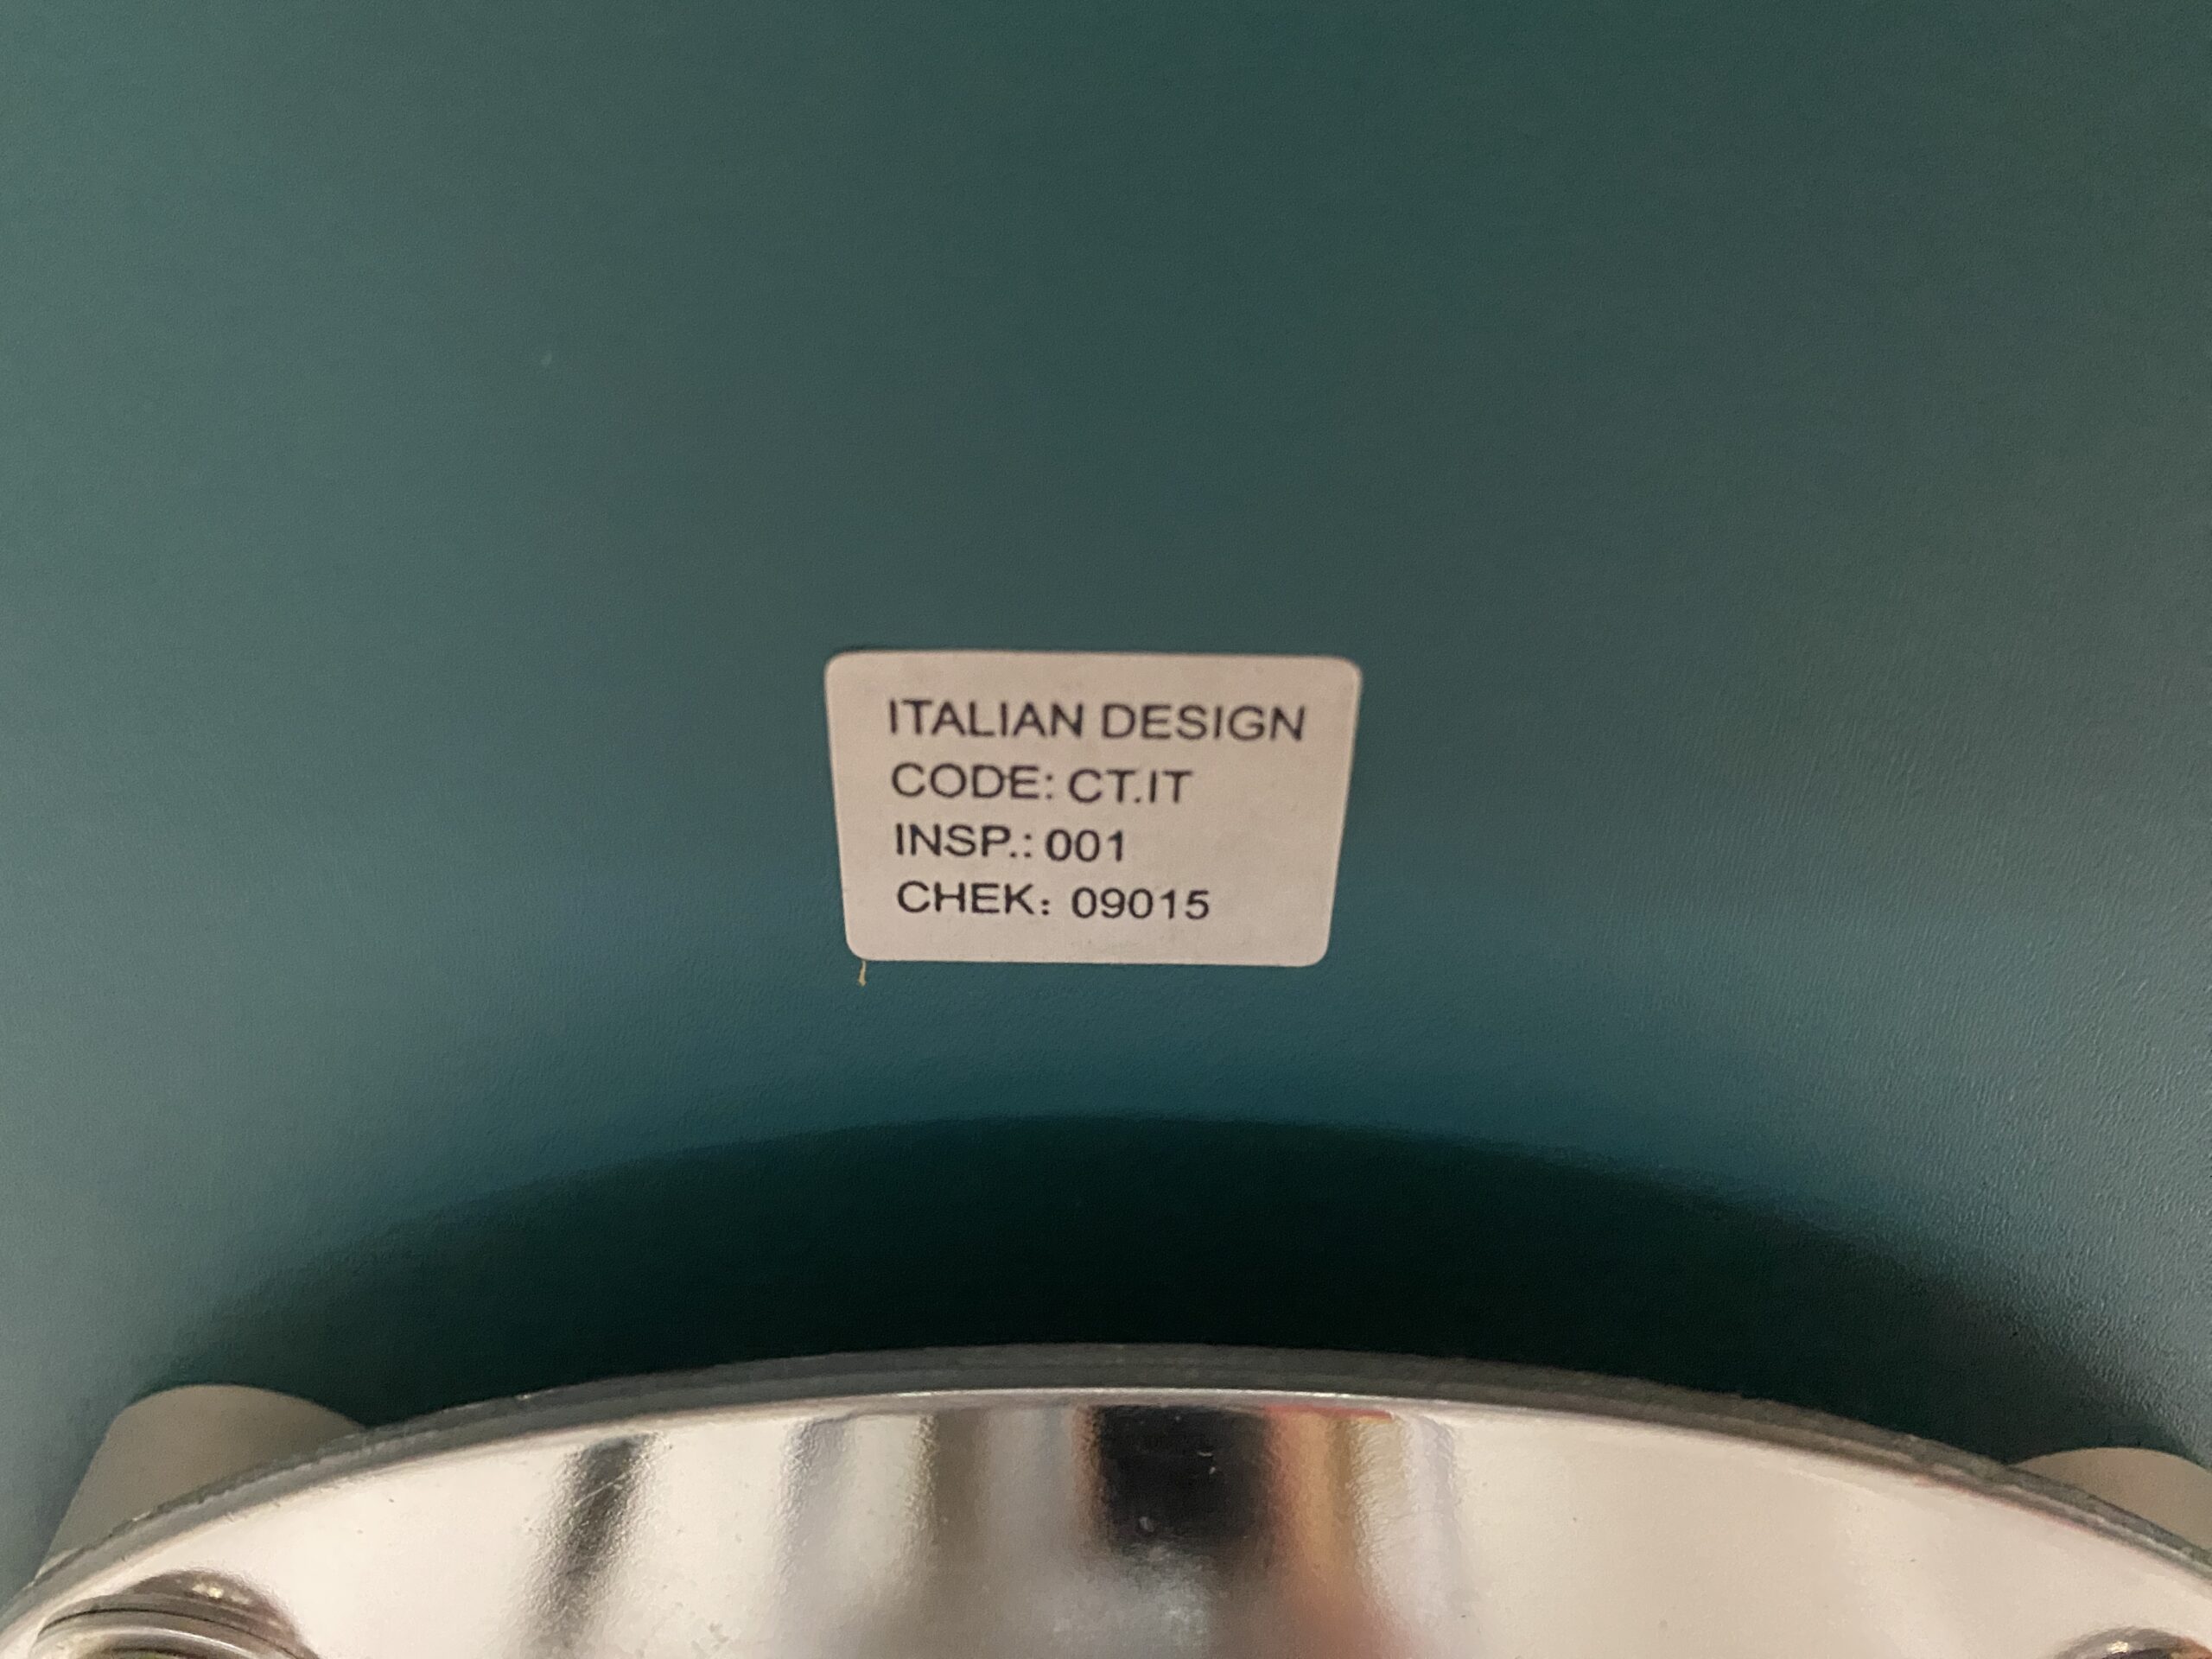 ITALIAN DESIGN
CODE: CT.IT
INSP.: 001
CHEK: 09015